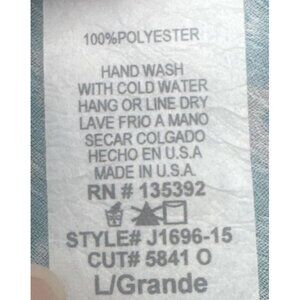 100%POLYESTER
HAND WASH
WITH COLD WATER
HANG OR LINE DRY
LAVE FRIO A MANO
SECAR COLGADO
HECHO EN U.S.A
MADE IN U.S.A.
RN # 135392
STYLE# J1696-15
CUT# 5841 O
L/Grande